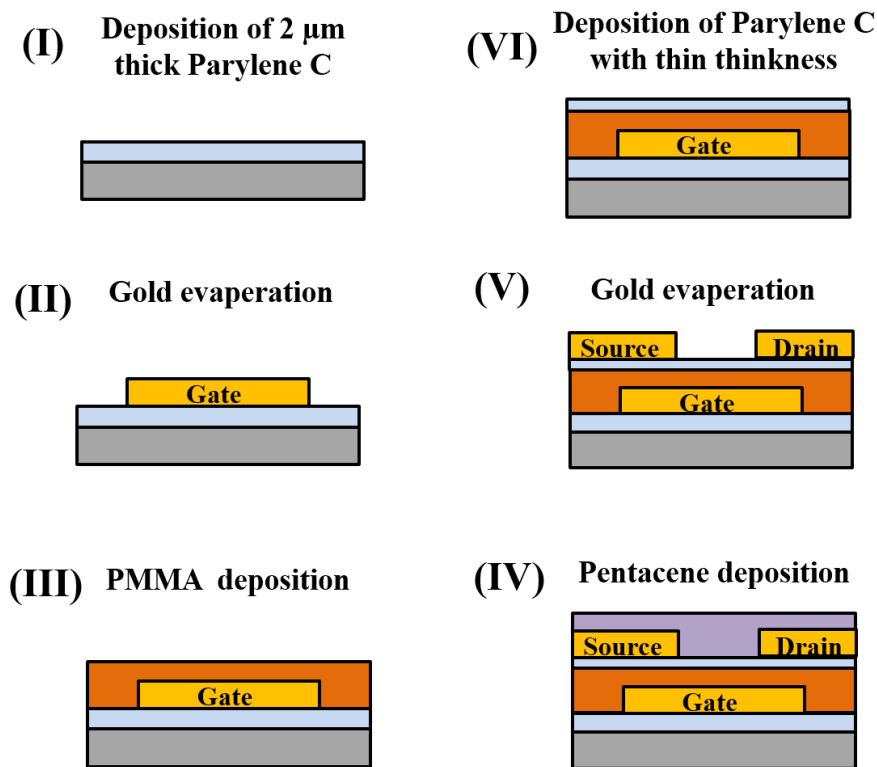 (I)
Deposition of 2 μm
thick Parylene C
(II)
Gold evaperation
Gate
(III)
PMMA deposition
Gate
(VI)
Deposition of Parylene C
with thin thinkness
Gate
(V)
Gold evaperation
Source
Drain
Gate
(IV)
Pentacene deposition
Source
Drain
Gate